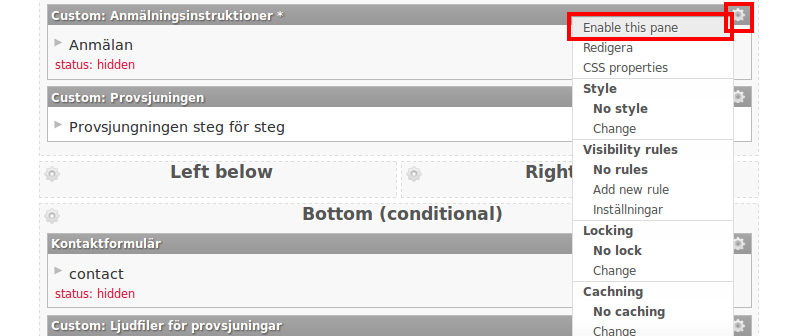 Custom: Anmälningsinstruktioner *
Anmälan
status: hidden
Custom: Provsjuningen
Provsjungningen steg för steg
Left below
Right
Bottom (conditional)
Kontaktformulär
contact
status: hidden
Custom: Ljudfiler för provsjuningar
Enable this pane
Redigera
CSS properties
Style
No style
Change
Visibility rules
No rules
Add new rule
Inställningar
Locking
No lock
Change
Cachning
No caching
Change